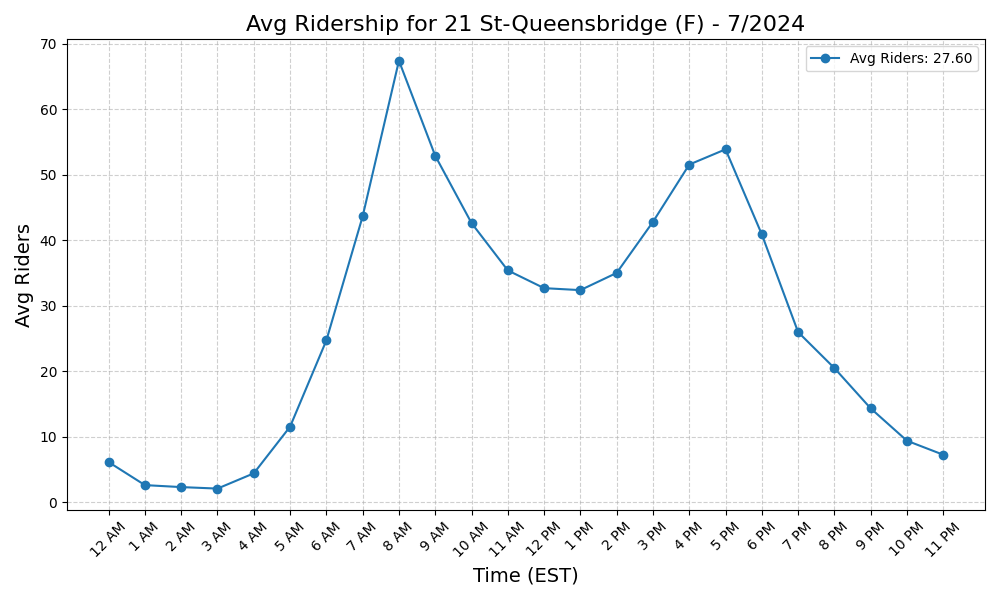 Avg Ridership for 21 St-Queensbridge (F) - 7/2024
Avg Riders: 27.60
Avg Riders
70
60
50
40
30
20
10
0
12 AM
1 AM
2 AM
3 AM
4 AM
5 AM
6 AM
7 AM
8 AM
9 AM
10 AM
11 AM
12 PM
1 PM
2 PM
3 PM
4 PM
5 PM
6 PM
7 PM
8 PM
9 PM
10 PM
11 PM
Time (EST)